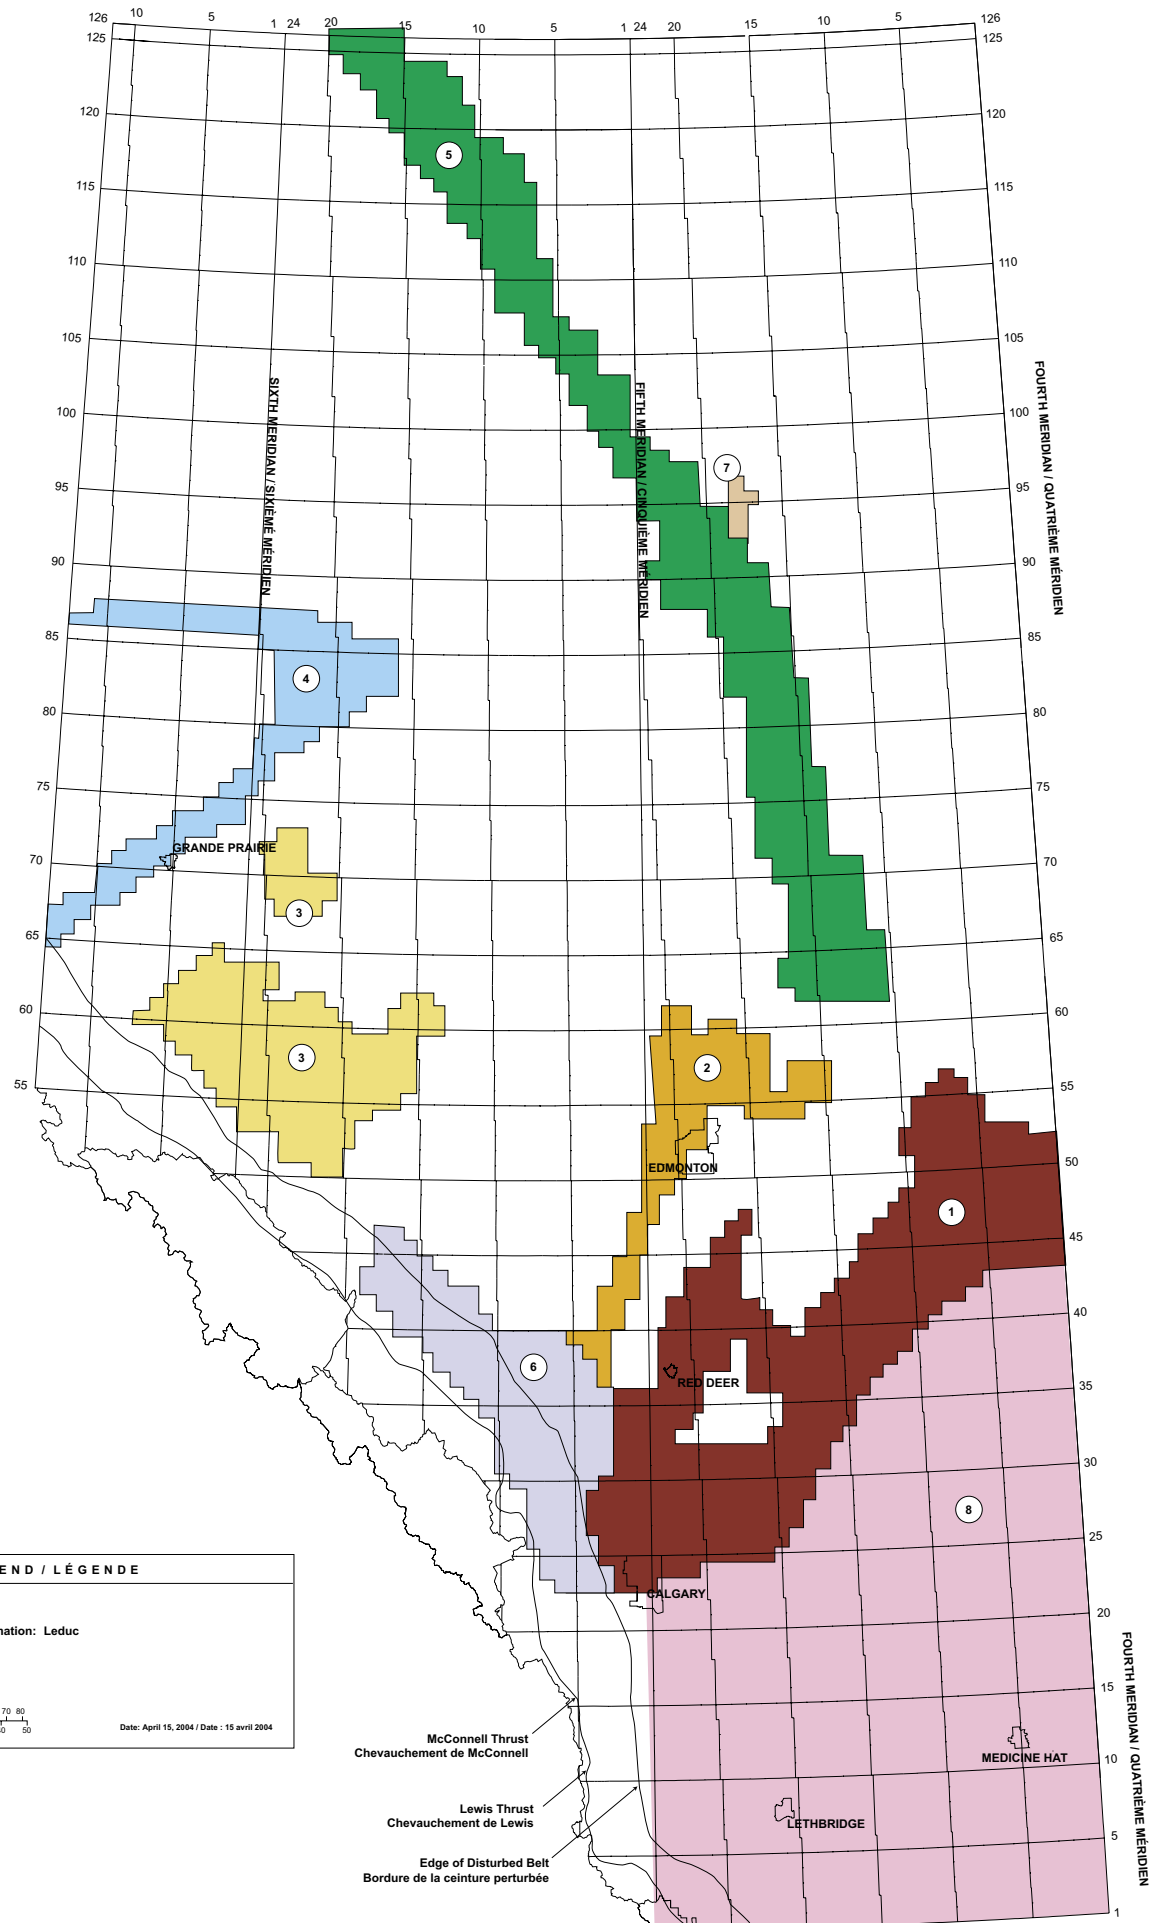 126 10 5 1 24 20 15 10 5 1 24 20 15 10 5 126
125 125
120 120
5
115 115
110 110
105 105
SIXTH MERIDIAN / SIXIÈMÉ MÉRIDIEN
FIFTH MERIDIAN / CINQUIÈME MÉRIDIEN
FOURTH MERIDIAN / QUATRIÈME MÉRIDIEN
100 100
7
95 95
90 90
85 85
4
80 80
75 75
GRANDE PRAIRIE
70 70
3
65 65
60 60
3
2
55 55
EDMONTON
50
1
45
40
6
RED DEER
35
30
8
25
END / LÉGENDE
CALGARY
20
nation: Leduc
FOURTH MERIDIAN / QUATRIÈME MÉRIDIEN
15
70 80
50
Date: April 15, 2004 / Date : 15 avril 2004
McConnell Thrust
Chevauchement de McConnell
MEDICINE HAT
10
Lewis Thrust
Chevauchement de Lewis
LETHBRIDGE
5
Edge of Disturbed Belt
Bordure de la ceinture perturbée
1